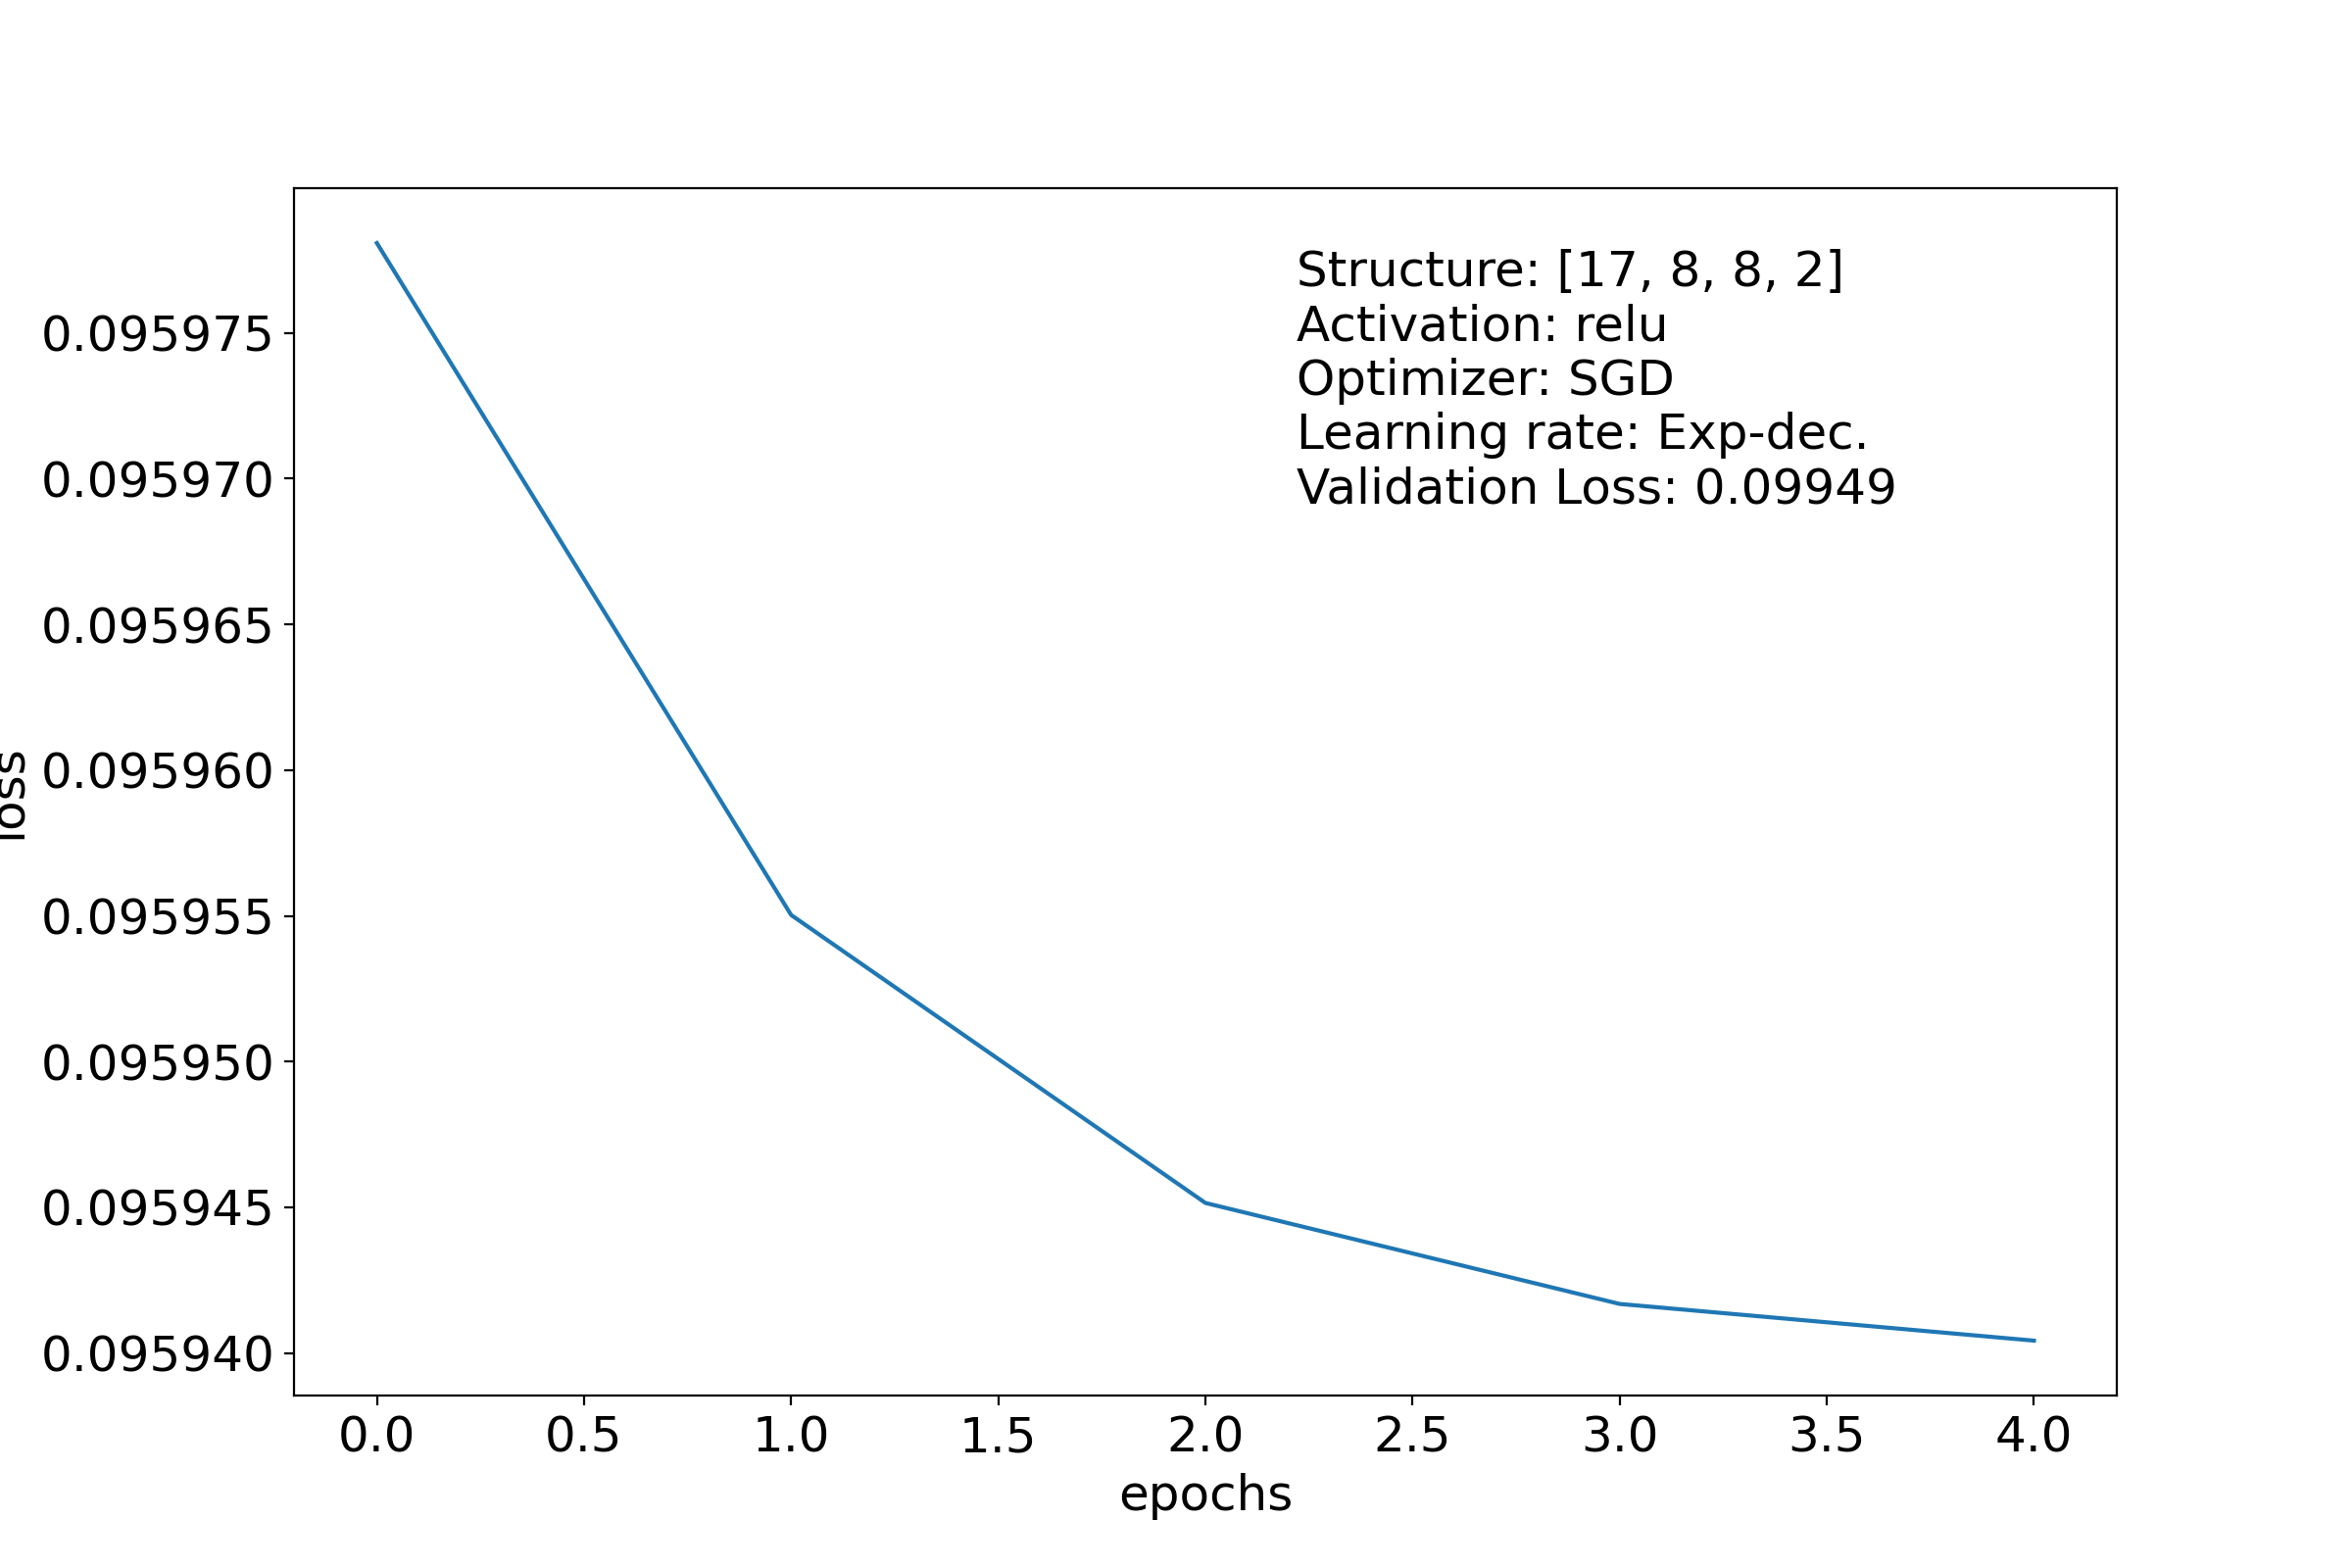 Structure: [17, 8, 8, 2]
Activation: relu
Optimizer: SGD
Learning rate: Exp-dec.
Validation Loss: 0.09949
0.095975
0.095970
0.095965
0.095960
0.095955
0.095950
0.095945
0.095940
loss
0.0 0.5 1.0 1.5 2.0 2.5 3.0 3.5 4.0
epochs